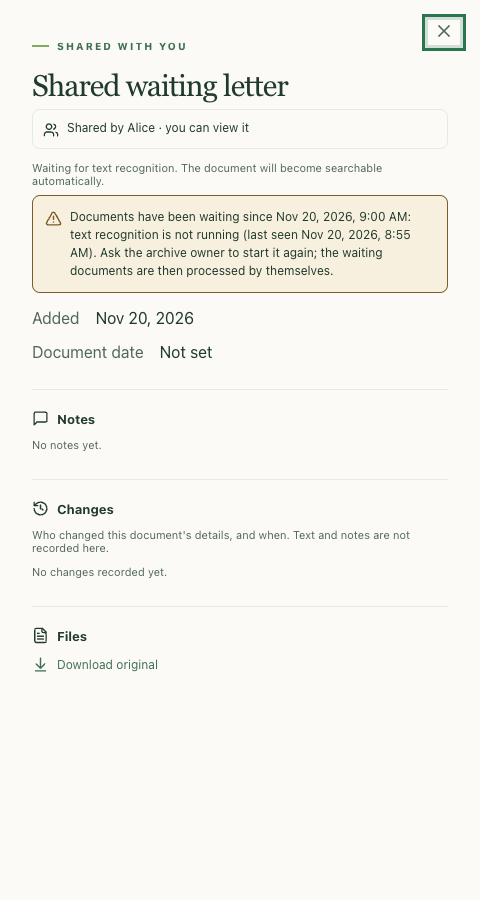 SHARED WITH YOU
Shared waiting letter
Shared by Alice · you can view it
Waiting for text recognition. The document will become searchable
automatically.
Documents have been waiting since Nov 20, 2026, 9:00 AM:
text recognition is not running (last seen Nov 20, 2026, 8:55
AM). Ask the archive owner to start it again; the waiting
documents are then processed by themselves.
Added Nov 20, 2026
Document date Not set
Notes
No notes yet.
Changes
Who changed this document's details, and when. Text and notes are not
recorded here.
No changes recorded yet.
Files
Download original